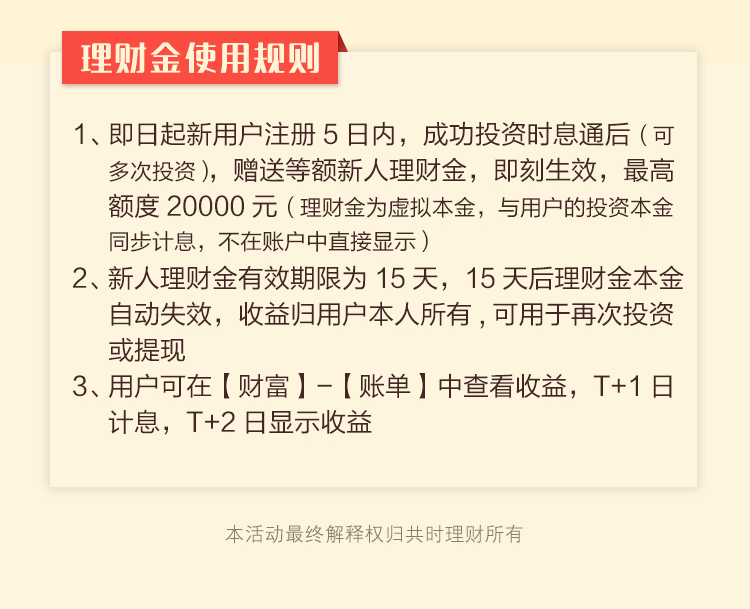 理财金使用规则
1、即日起新用户注册 5 日内，成功投资时息通后（可
多次投资），赠送等额新人理财金，即刻生效，最高
额度 20000 元（理财金为虚拟本金，与用户的投资本金
同步计息，不在账户中直接显示）
2、新人理财金有效期限为 15 天，15 天后理财金本金
自动失效，收益归用户本人所有 , 可用于再次投资
或提现
3、用户可在【财富】-【账单】中查看收益，T+1 日
计息，T+2 日显示收益
本活动最终解释权归共时理财所有